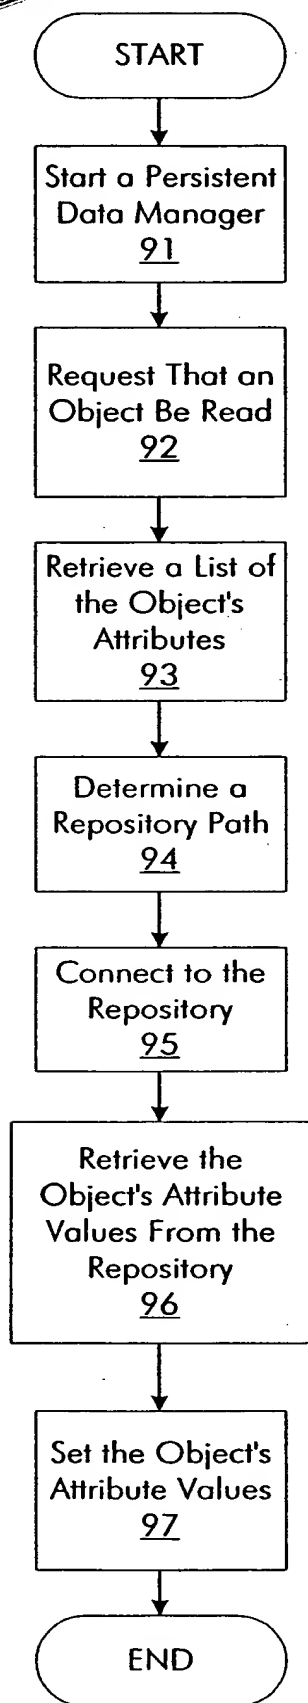 START
Start a Persistent
Data Manager
91
Request That an
Object Be Read
92
Retrieve a List of
the Object's
Attributes
93
Determine a
Repository Path
94
Connect to the
Repository
95
Retrieve the
Object's Attribute
Values From the
Repository
96
Set the Object's
Attribute Values
97
END